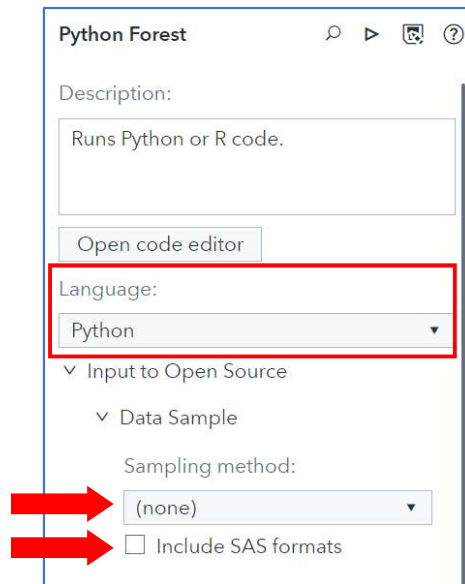 Python Forest
Description:
Runs Python or R code.
Open code editor
Language:
Python
Input to Open Source
Data Sample
Sampling method:
(none)
Include SAS formats